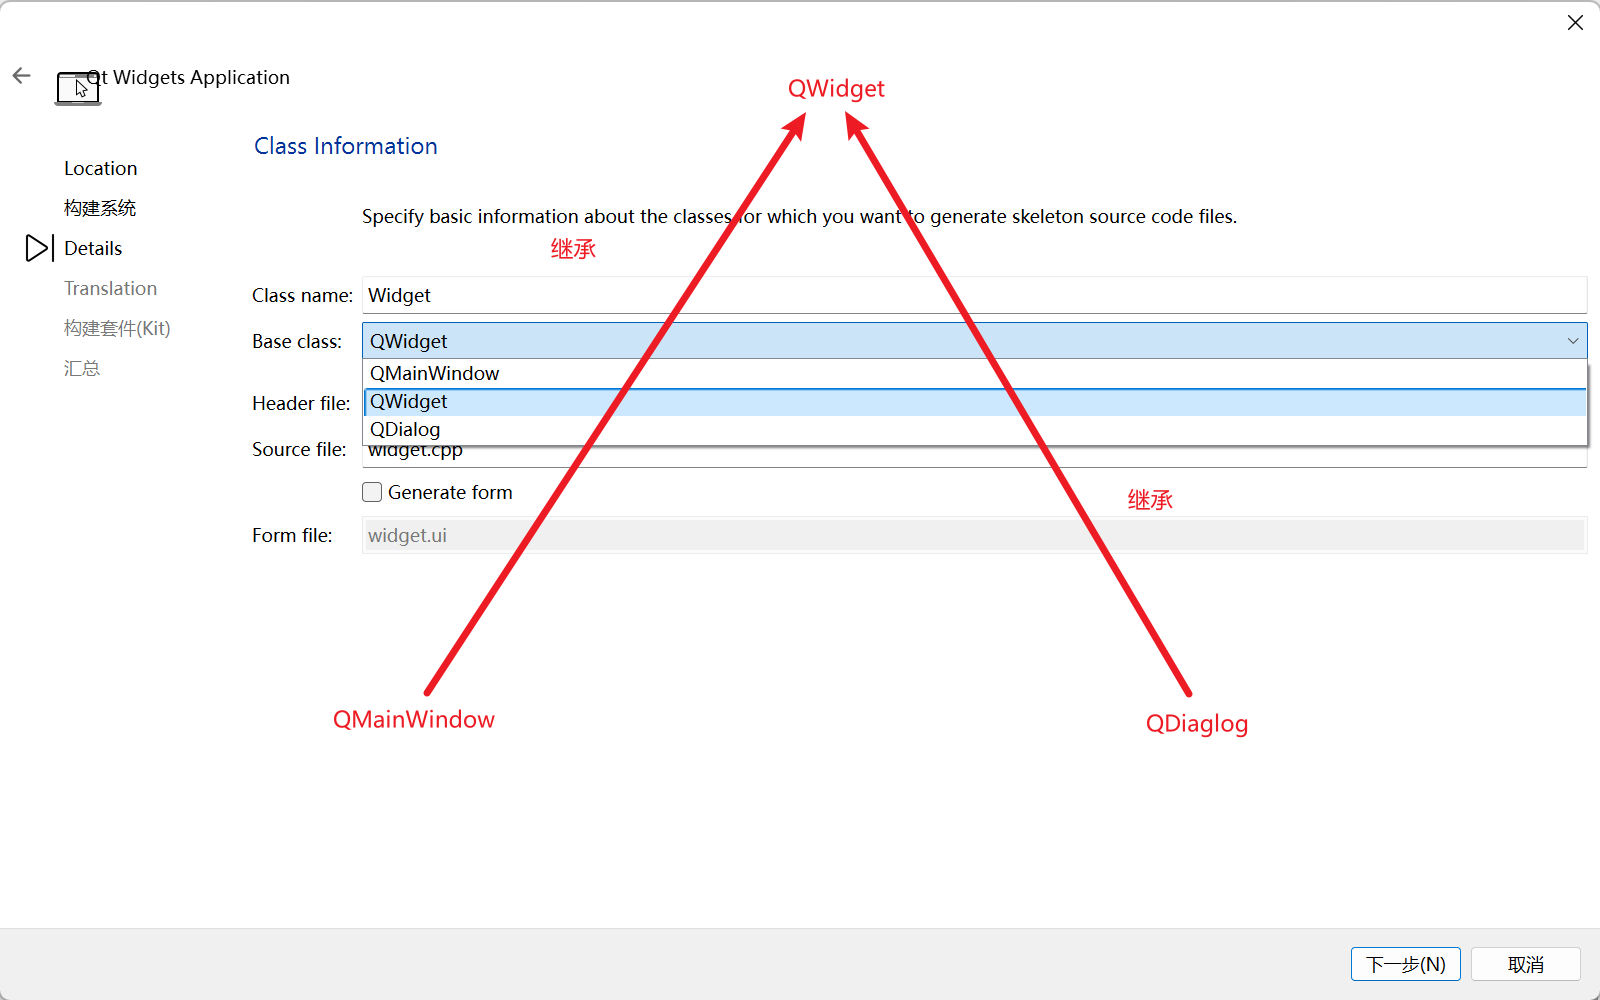 Qt Widgets Application
QWidget
Class Information
Location
构建系统
Details
Translation
构建套件(Kit)
汇总
Specify basic information about the classes for which you want to generate skeleton source code files.
继承
Class name: Widget
Base class: QWidget
QMainWindow
Header file: QWidget
QDialog
Source file: widget.cpp
Generate form
继承
Form file: widget.ui
QMainWindow
QDiaglog
下一步(N)
取消